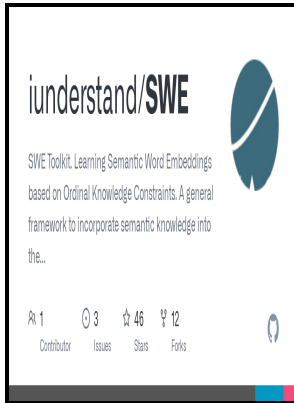 iunderstand/SWE
SWE Toolkit. Learning Semantic Word Embeddings
based on Ordinal Knowledge Constraints. A general
framework to incorporate semantic knowledge into
the...
1 3 46 12
Contributor Issues Stars Forks